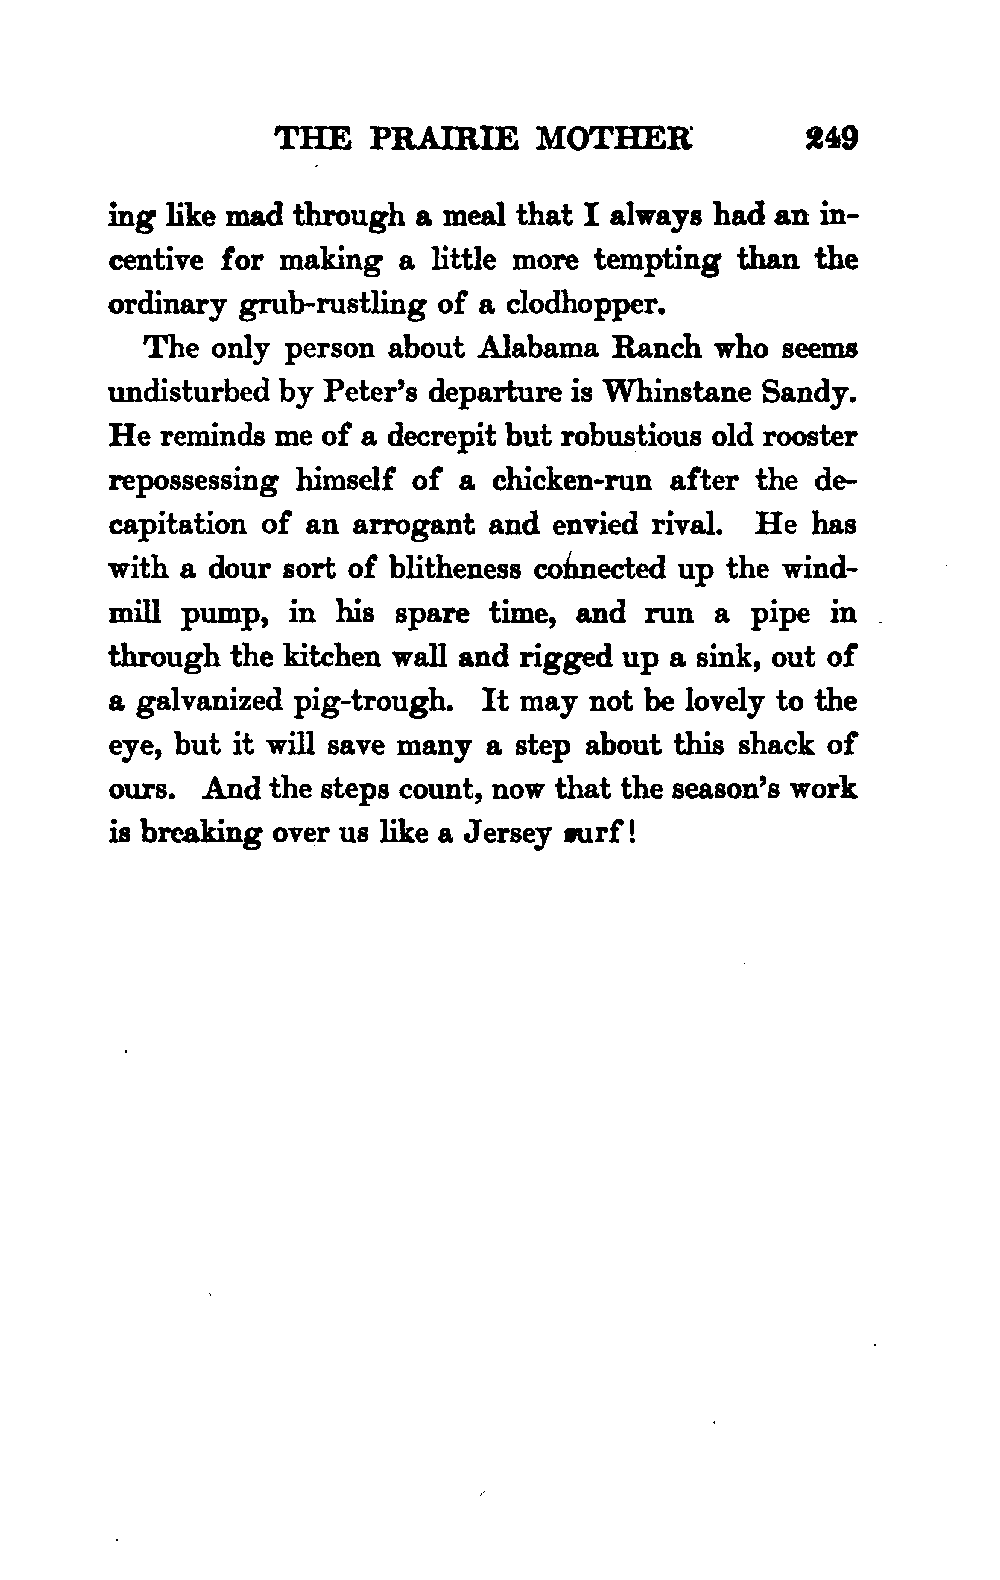 THE PRAIRIE MOTHER 249
ing like mad through a meal that I always had an in-
centive for making a little more tempting than the
ordinary grub-rustling of a clodhopper.
The only person about Alabama Ranch who seems
undisturbed by Peter's departure is Whinstane Sandy.
He reminds me of a decrepit but robustious old rooster
repossessing himself of a chicken-run after the de-
capitation of an arrogant and envied rival. He has
with a dour sort of blitheness connected up the wind-
mill pump, in his spare time, and run a pipe in
through the kitchen wall and rigged up a sink, out of
a galvanized pig-trough. It may not be lovely to the
eye, but it will save many a step about this shack of
ours. And the steps count, now that the season's work
is breaking over us like a Jersey surf!